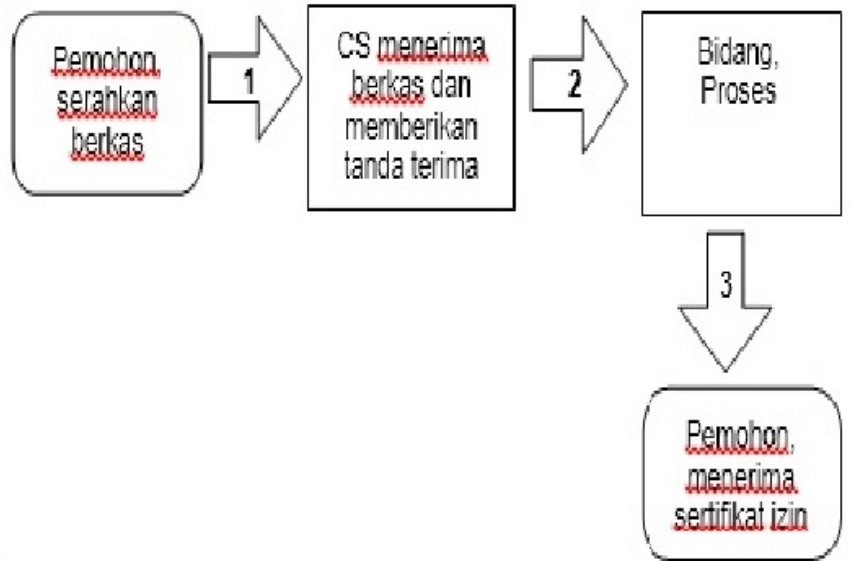 Pemohon,
serahkan
berkas
1
CS menerima
berkas dan
memberikan
tanda terima
2
Bidang,
Proses
3
Pemohon,
menerima
sertifikat izin